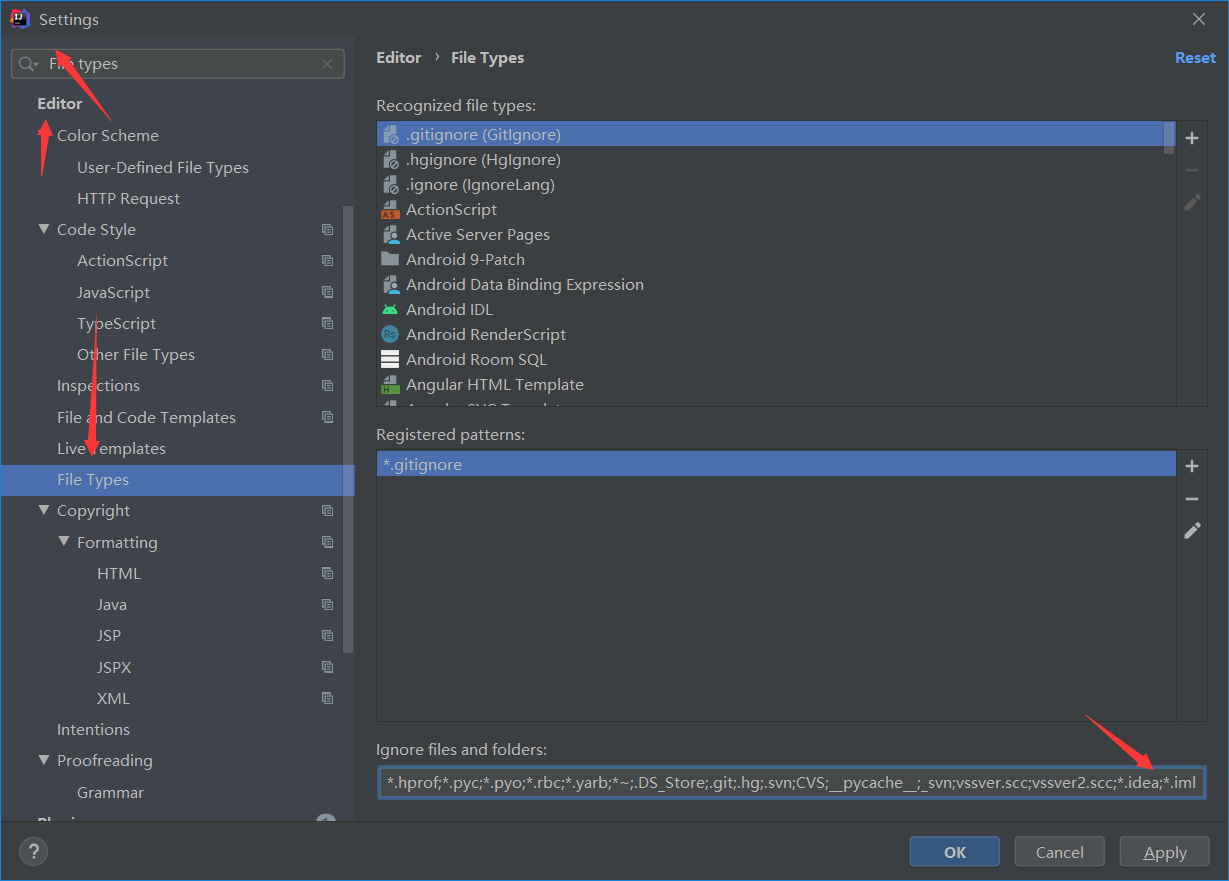 Settings
File types
Editor
Color Scheme
User-Defined File Types
HTTP Request
Code Style
ActionScript
JavaScript
TypeScript
Other File Types
Inspections
File and Code Templates
Live Templates
File Types
Copyright
Formatting
HTML
Java
JSP
JSPX
XML
Intentions
Proofreading
Grammar
Editor › File Types
Reset
Recognized file types:
.gitignore (GitIgnore)
.hgignore (HgIgnore)
.ignore (IgnoreLang)
ActionScript
Active Server Pages
Android 9-Patch
Android Data Binding Expression
Android IDL
Android RenderScript
Android Room SQL
Angular HTML Template
Registered patterns:
*.gitignore
Ignore files and folders:
*.hprof;*.pyc;*.pyo;*.rbc;*.yarb;*~;.DS_Store;.git;.hg;.svn;CVS;__pycache__;_svn;vssver.scc;vssver2.scc;*.idea;*.iml
?
OK
Cancel
Apply